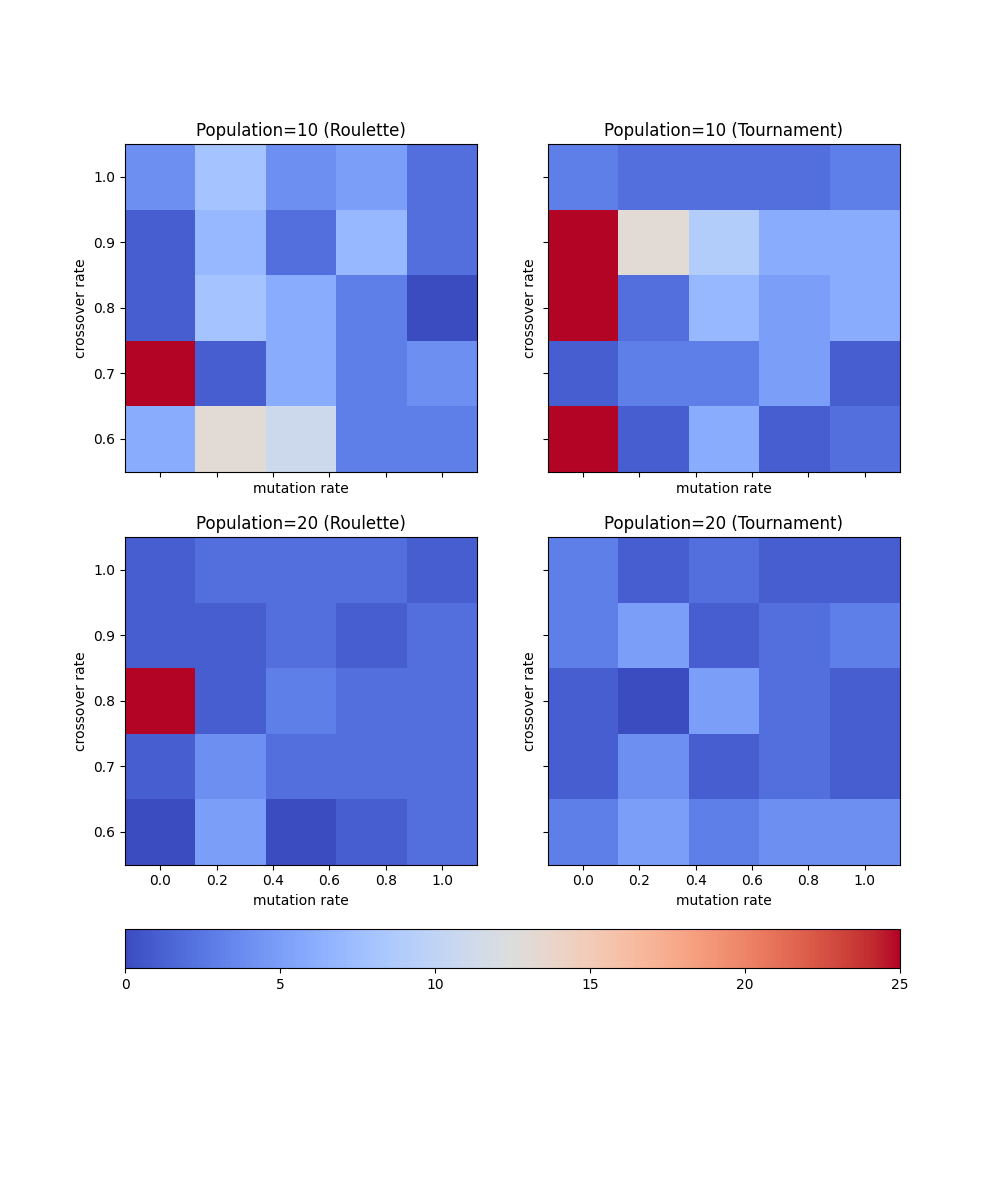 Population=10 (Roulette)
Population=10 (Tournament)
1.0
0.9
0.8
0.7
0.6
crossover rate
crossover rate
mutation rate
mutation rate
Population=20 (Roulette)
Population=20 (Tournament)
1.0
0.9
0.8
0.7
0.6
crossover rate
crossover rate
0.0 0.2 0.4 0.6 0.8 1.0
0.0 0.2 0.4 0.6 0.8 1.0
mutation rate
mutation rate
0 5 10 15 20 25